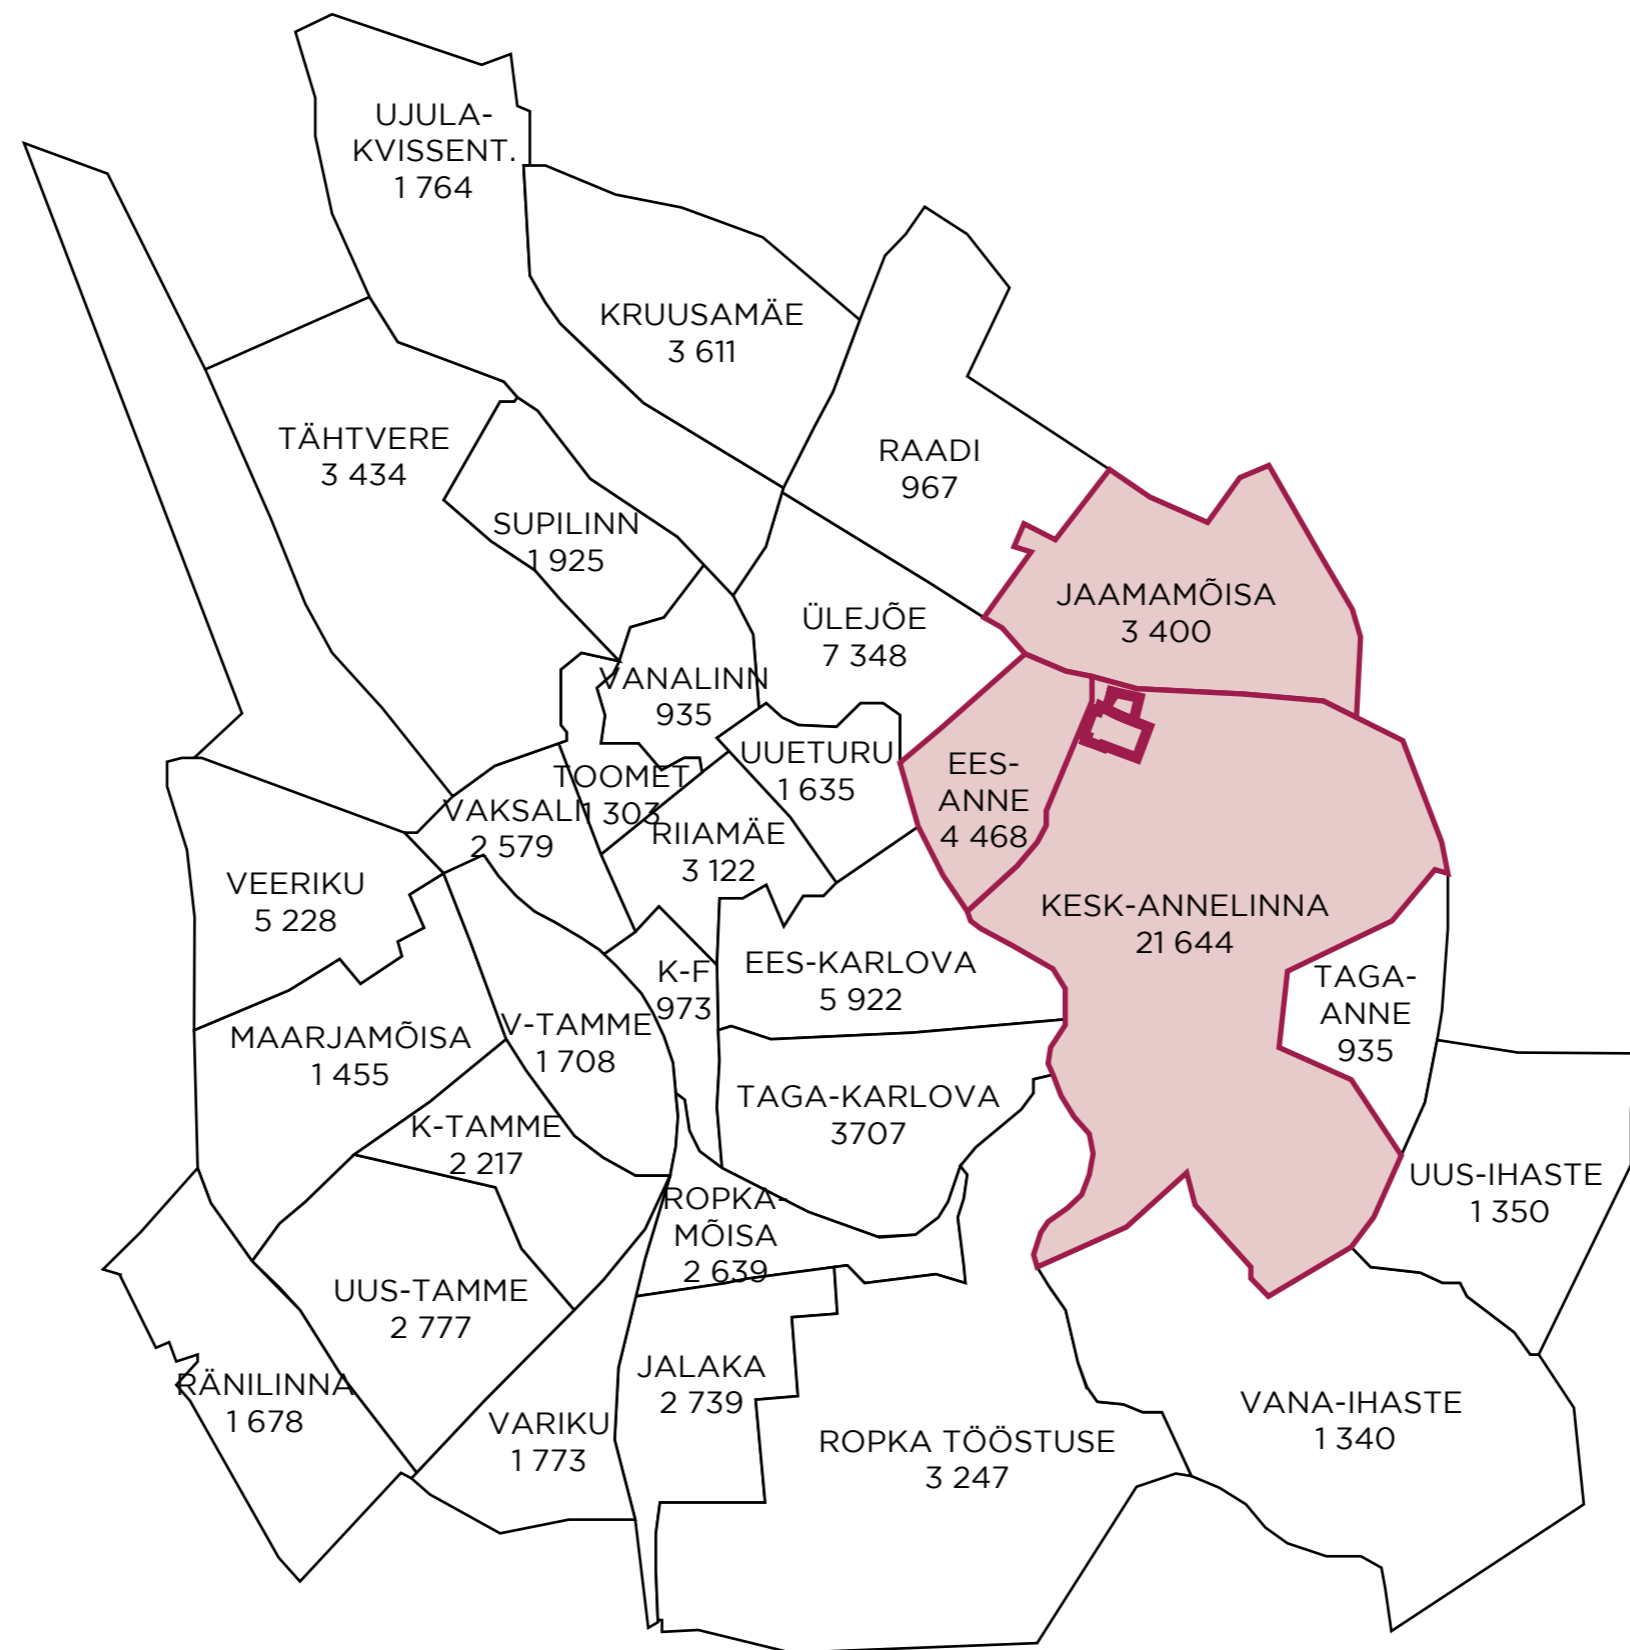 UJULA-
KVISSENT.
1 764
KRUUSAMÄE
3 611
TÄHTVERE
3 434
RAADI
967
SUPILINN
1 925
JAAMAMÕISA
3 400
ÜLEJÕE
7 348
VANALINN
935
UUETURU
1 635
EES-
ANNE
4 468
TOOMET
1 303
VAKSALI
2 579
RIIAMÄE
3 122
VEERIKU
5 228
KESK-ANNELINNA
21 644
K-F
973
EES-KARLOVA
5 922
TAGA-
ANNE
935
MAARJAMÕISA
1 455
V-TAMME
1 708
TAGA-KARLOVA
3707
K-TAMME
2 217
UUS-IHASTE
1 350
ROPKA-
MÕISA
2 639
UUS-TAMME
2 777
RÄNILINNA
1 678
JALAKA
2 739
VARIKU
1 773
ROPKA TÖÖSTUSE
3 247
VANA-IHASTE
1 340